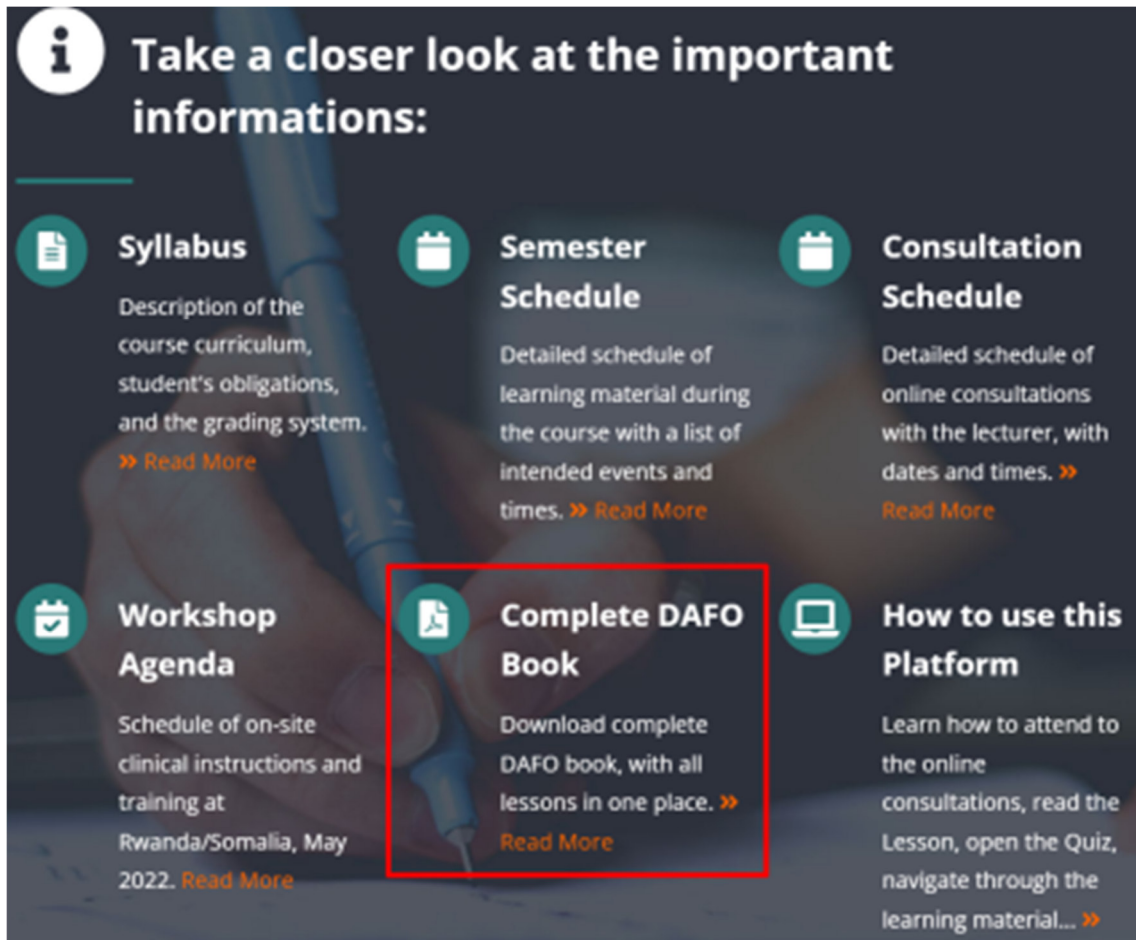 Take a closer look at the important
informations:
Syllabus
Description of the
course curriculum,
student's obligations,
and the grading system.
» Read More
Semester
Schedule
Detailed schedule of
learning material during
the course with a list of
intended events and
times. » Read More
Consultation
Schedule
Detailed schedule of
online consultations
with the lecturer, with
dates and times. »
Read More
Workshop
Agenda
Schedule of on-site
clinical instructions and
training at
Rwanda/Somalia, May
2022. Read More
Complete DAFO
Book
Download complete
DAFO book, with all
lessons in one place. »
Read More
How to use this
Platform
Learn how to attend to
the online
consultations, read the
Lesson, open the Quiz,
navigate through the
learning material... »